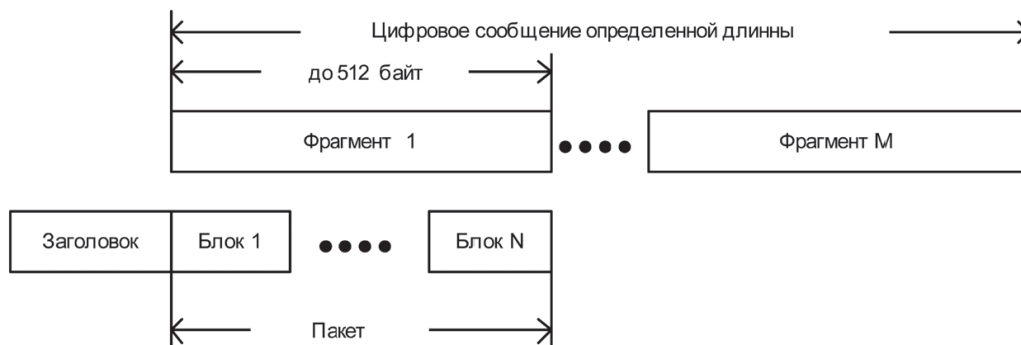 Цифровое сообщение определенной длинны
до 512 байт
Фрагмент 1
Фрагмент M
Заголовок
Блок 1
Блок N
Пакет